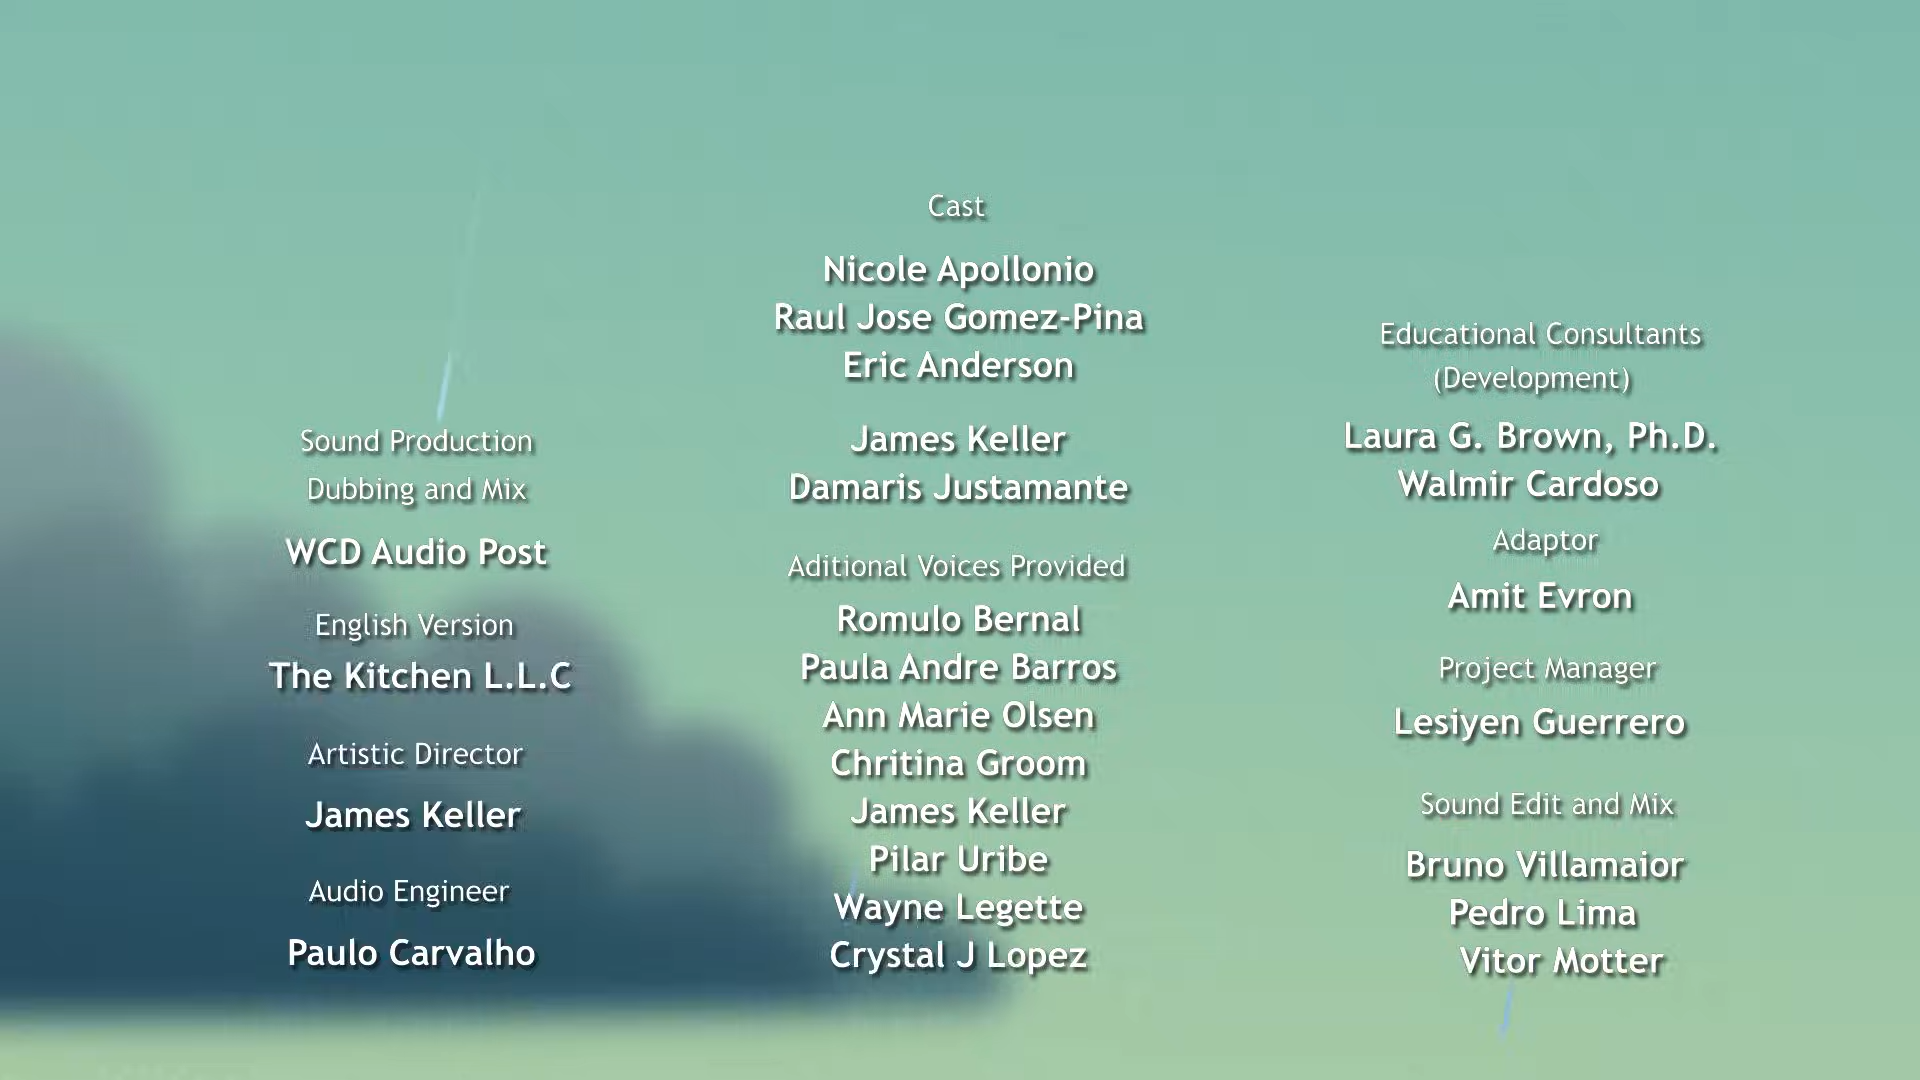 Sound Production
Dubbing and Mix
WCD Audio Post
English Version
The Kitchen L.L.C
Artistic Director
James Keller
Audio Engineer
Paulo Carvalho
Cast
Nicole Apollonio
Raul Jose Gomez-Pina
Eric Anderson
James Keller
Damaris Justamante
Aditional Voices Provided
Romulo Bernal
Paula Andre Barros
Ann Marie Olsen
Chritina Groom
James Keller
Pilar Uribe
Wayne Legette
Crystal J Lopez
Educational Consultants
(Development)
Laura G. Brown, Ph.D.
Walmir Cardoso
Adaptor
Amit Evron
Project Manager
Lesiyen Guerrero
Sound Edit and Mix
Bruno Villamaior
Pedro Lima
Vitor Motter